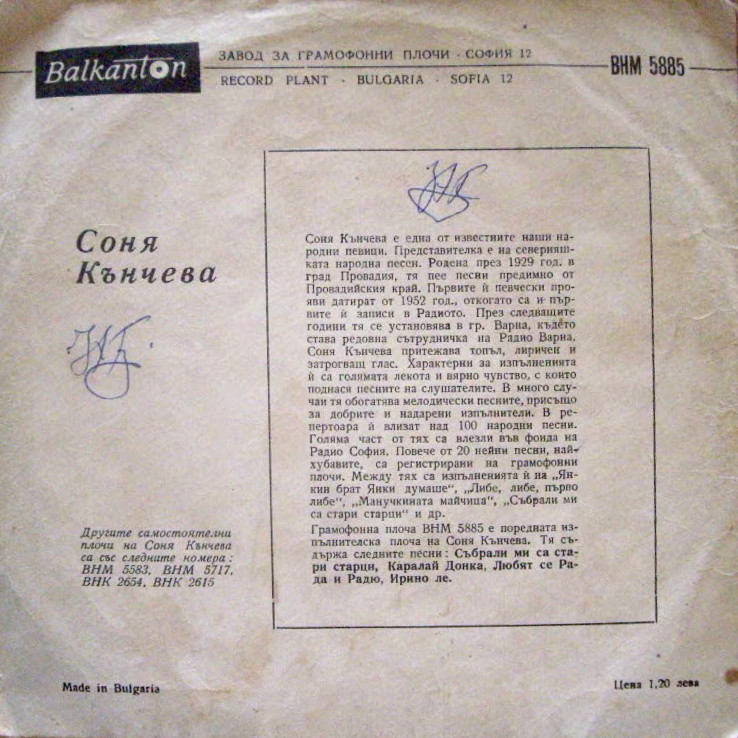 Balkanton
ЗАВОД ЗА ГРАМОФОННИ ПЛОЧИ · СОФИЯ 12
RECORD PLANT · BULGARIA · SOFIA 12
ВНМ 5885
Соня
Кънчева
Соня Кънчева е една от известните наши на-
родни певици. Представителка е на североняш-
ката народна песен. Родена през 1929 год. в
град Провадия, тя пее песни предимно от
Провадийския край. Първите ѝ певчески про-
яви датират от 1952 год., откогато са и пър-
вите ѝ записи в Радиото. През следващите
години тя се установява в гр. Варна, където
става редовна сътрудничка на Радио Варна.
Соня Кънчева притежава топъл, лиричен и
затрогващ глас. Характерни за изпълненията
ѝ са голямата лекота и вярно чувство, с които
поднася песните на слушателите. В много слу-
чаи тя обогатява мелодически песните, присъщо
за добрите и надарени изпълнители. В ре-
пертоара ѝ влизат над 100 народни песни.
Голяма част от тях са влезли във фонда на
Радио София. Повече от 20 нейни песни, най-
хубавите, са регистрирани на грамофонни
плочи. Между тях са изпълненията ѝ на „Ян-
кин брат Янки думаше", „Либе, либе, първо
либе", „Манучкината майчица", „Събрали ми
са стари старци" и др.
Грамофонна плоча ВНМ 5885 е поредната из-
пълнителска плоча на Соня Кънчева. Тя съ-
държа следните песни: Събрали ми са ста-
ри старци, Каралай Донка, Любят се Ра-
да и Радю, Ирино ле.
Другите самостоятелни
плочи на Соня Кънчева
са със следните номера:
ВНМ 5583, ВНМ 5717,
ВНК 2654, ВНК 2615
Made in Bulgaria
Цена 1,20 лева